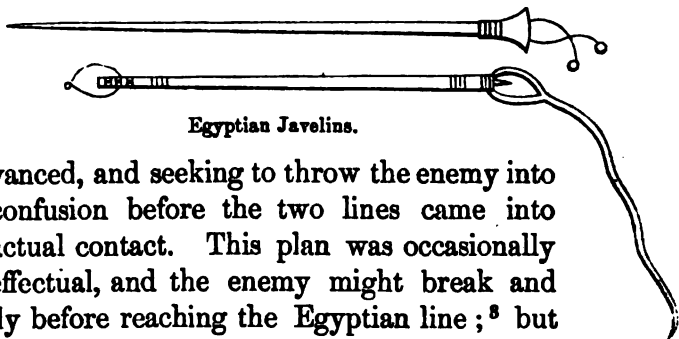 Egyptian Javelins.
vanced, and seeking to throw the enemy into
confusion before the two lines came into
actual contact. This plan was occasionally
effectual, and the enemy might break and
ly before reaching the Egyptian line ;⁸ but